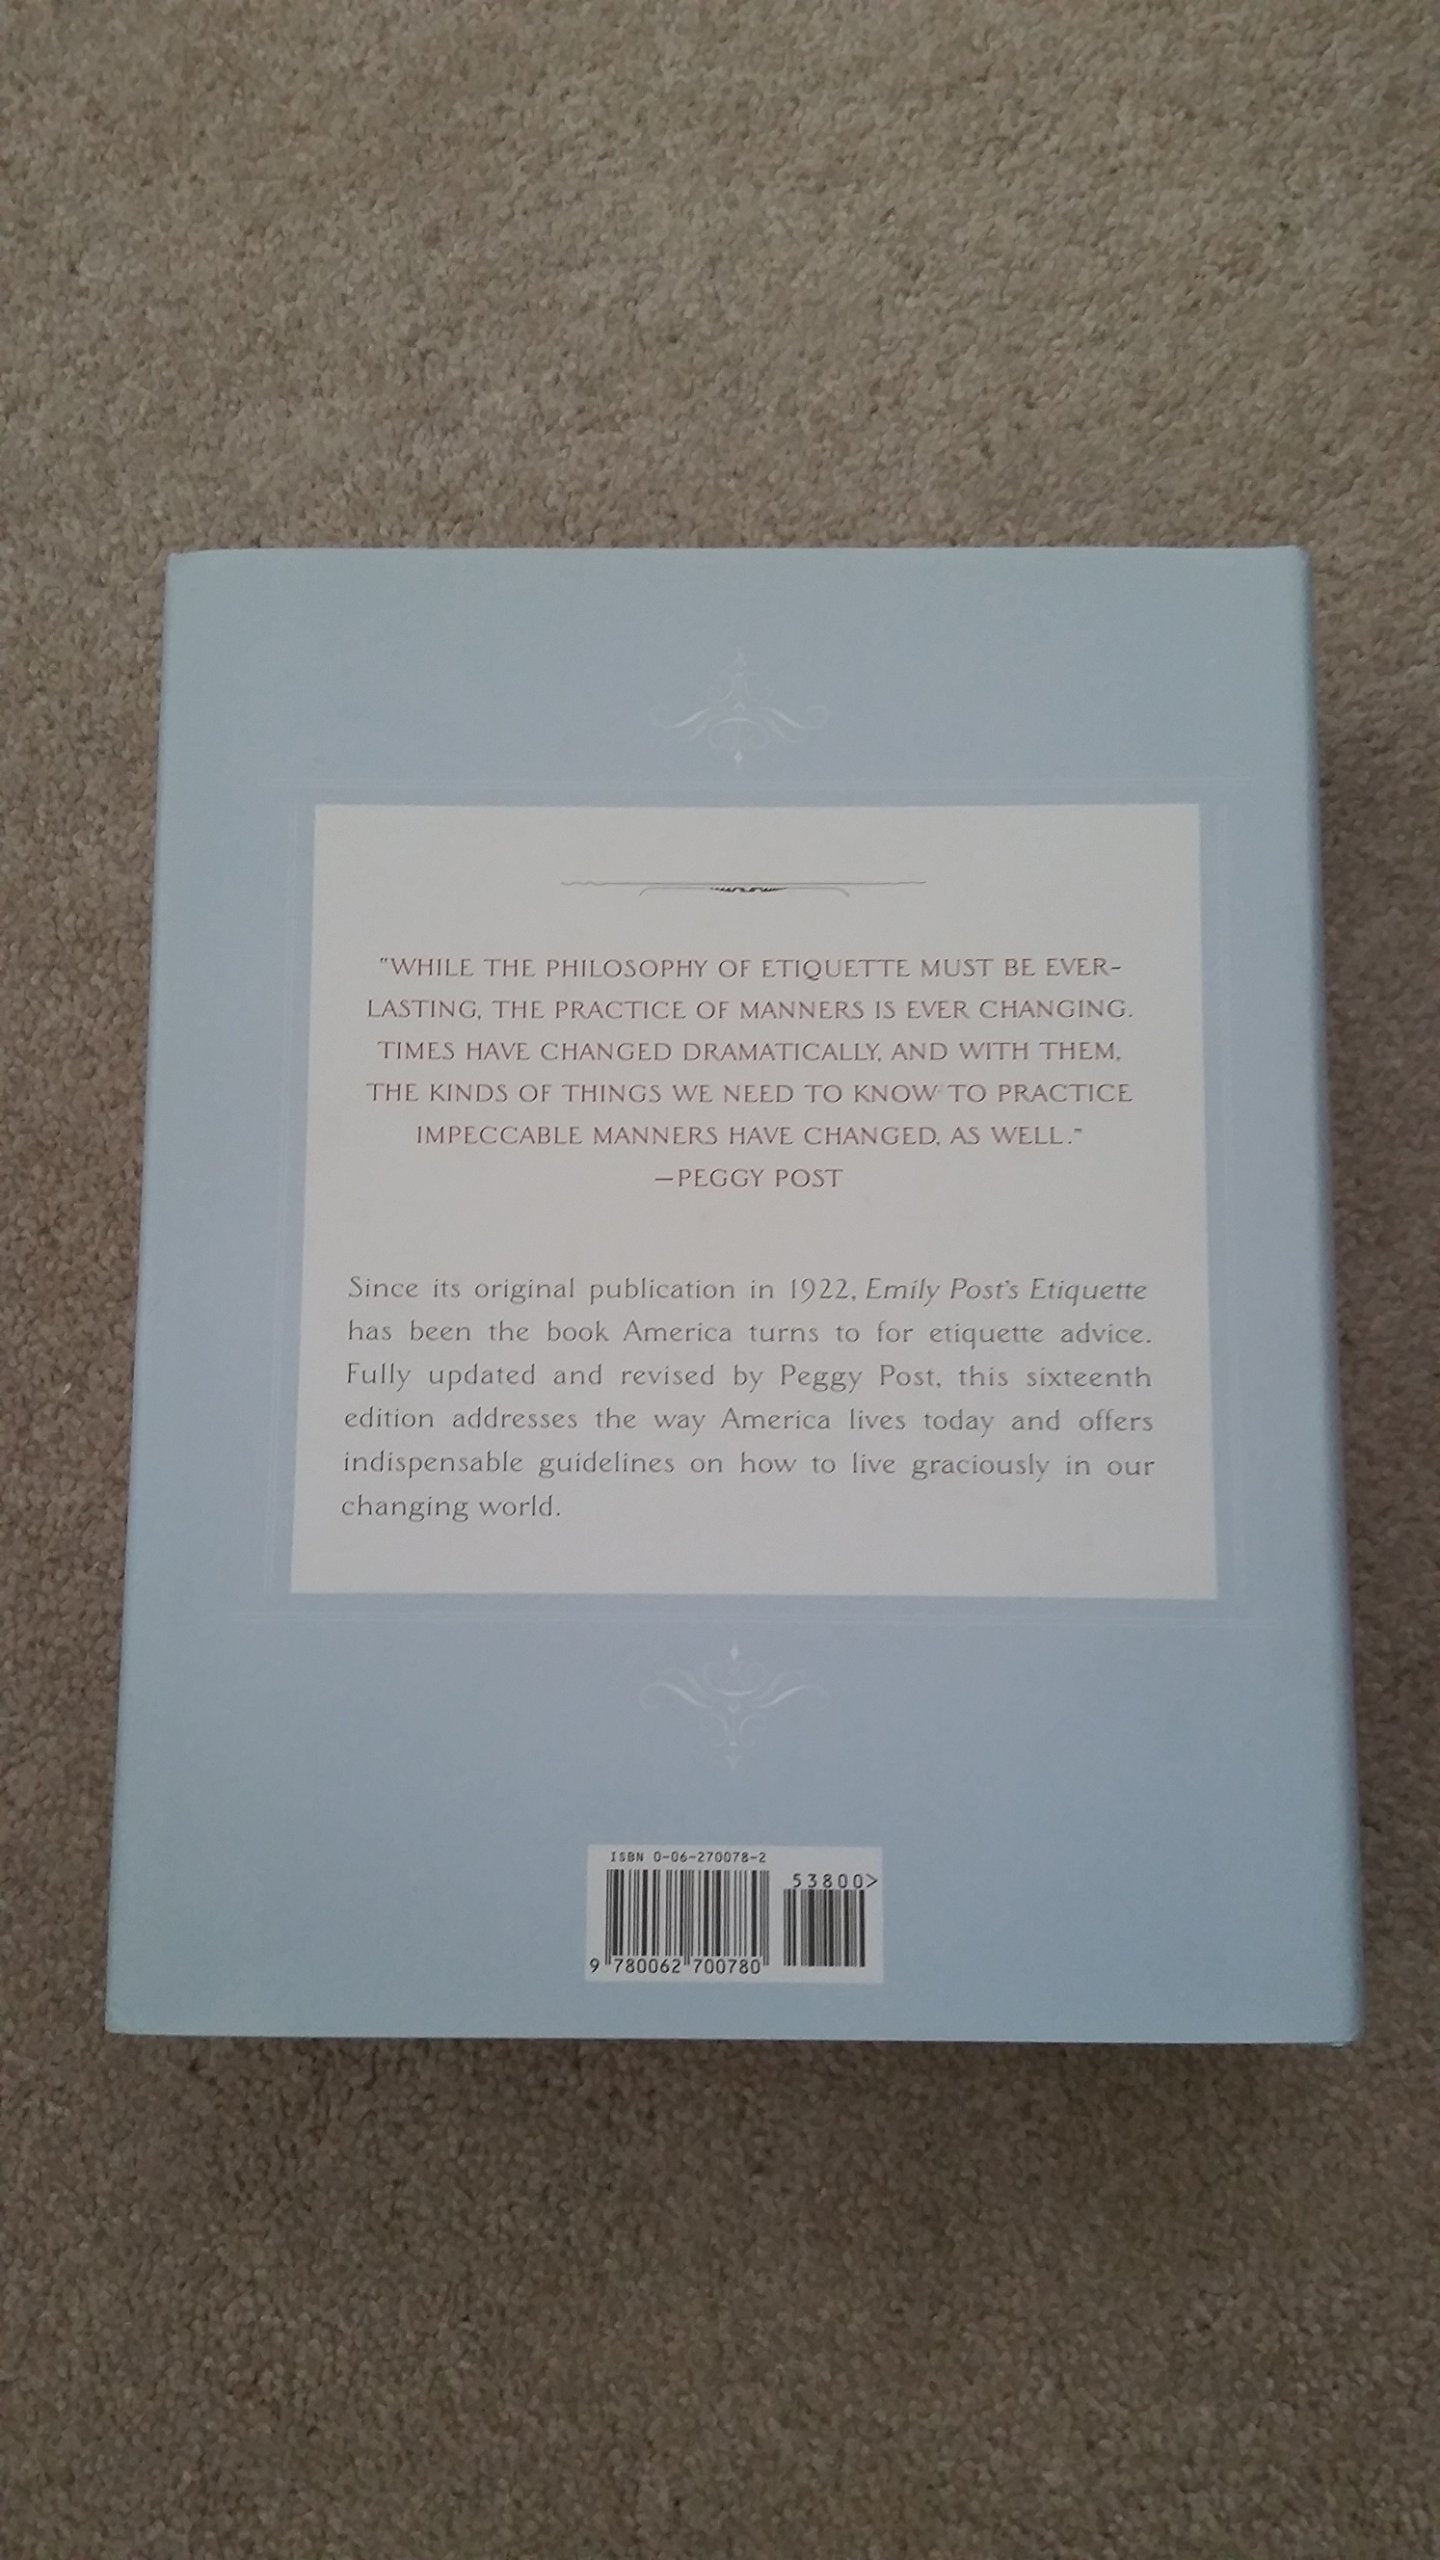 "WHILE THE PHILOSOPHY OF ETIQUETTE MUST BE EVER-
LASTING, THE PRACTICE OF MANNERS IS EVER CHANGING.
TIMES HAVE CHANGED DRAMATICALLY, AND WITH THEM,
THE KINDS OF THINGS WE NEED TO KNOW TO PRACTICE
IMPECCABLE MANNERS HAVE CHANGED, AS WELL."
—PEGGY POST
Since its original publication in 1922, Emily Post's Etiquette
has been the book America turns to for etiquette advice.
Fully updated and revised by Peggy Post, this sixteenth
edition addresses the way America lives today and offers
indispensable guidelines on how to live graciously in our
changing world.
ISBN 0-06-270078-2
53800>
9 780062 700780